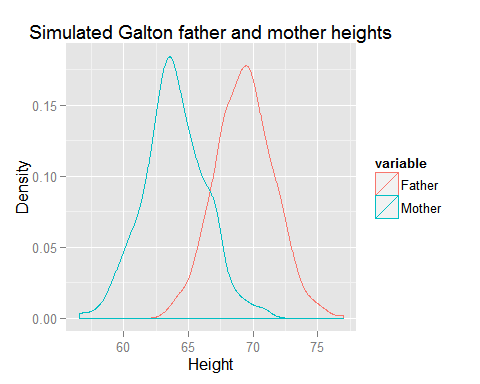 Simulated Galton father and mother heights
0.15
0.10
0.05
0.00
Density
60 65 70 75
Height
variable
Father
Mother